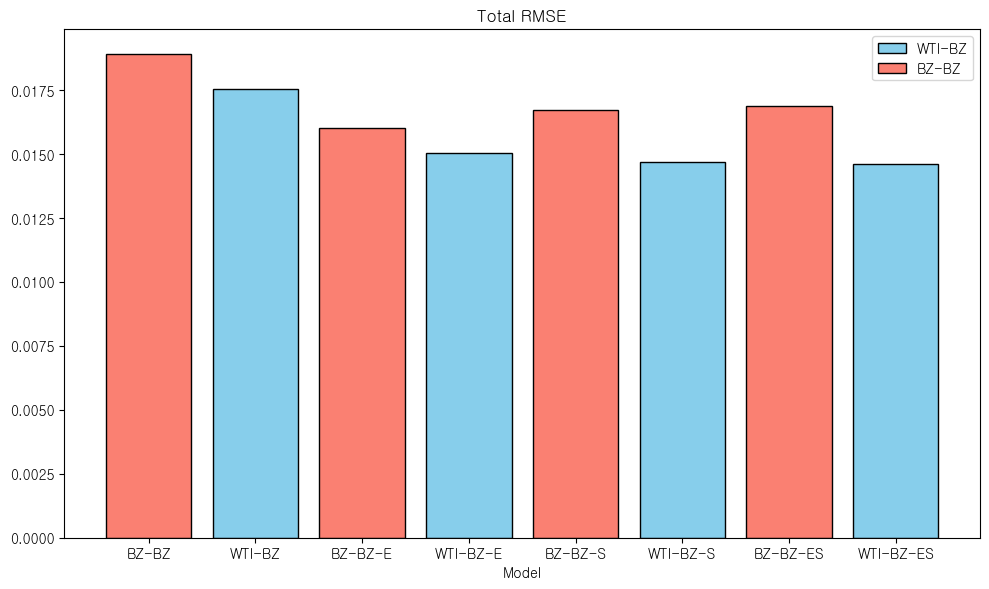 Total RMSE
WTI-BZ
BZ-BZ
0.0175
0.0150
0.0125
0.0100
0.0075
0.0050
0.0025
0.0000
BZ-BZ WTI-BZ BZ-BZ-E WTI-BZ-E BZ-BZ-S WTI-BZ-S BZ-BZ-ES WTI-BZ-ES
Model